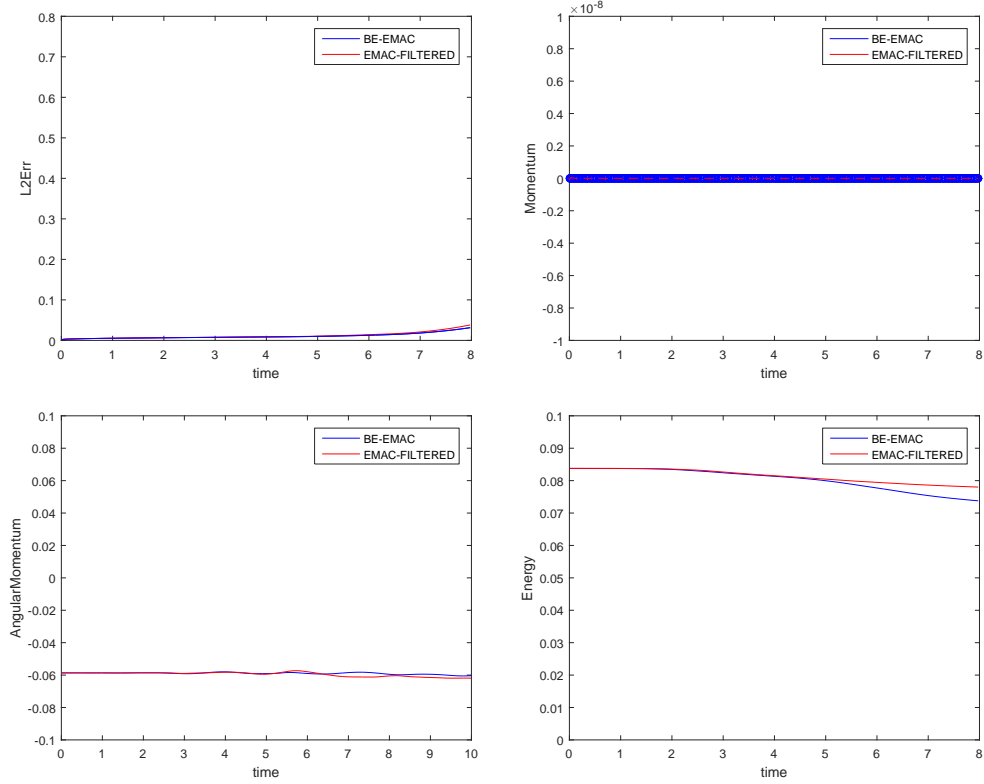 0.8
0.7
0.6
0.5
0.4
0.3
0.2
0.1
0
L2Err
0 1 2 3 4 5 6 7 8
time
BE-EMAC
EMAC-FILTERED
×10⁻⁸
1
0.8
0.6
0.4
0.2
0
-0.2
-0.4
-0.6
-0.8
-1
Momentum
0 1 2 3 4 5 6 7 8
time
BE-EMAC
EMAC-FILTERED
0.1
0.08
0.06
0.04
0.02
0
-0.02
-0.04
-0.06
-0.08
-0.1
AngularMomentum
0 1 2 3 4 5 6 7 8 9 10
time
BE-EMAC
EMAC-FILTERED
0.1
0.09
0.08
0.07
0.06
0.05
0.04
0.03
0.02
0.01
0
Energy
0 1 2 3 4 5 6 7 8
time
BE-EMAC
EMAC-FILTERED